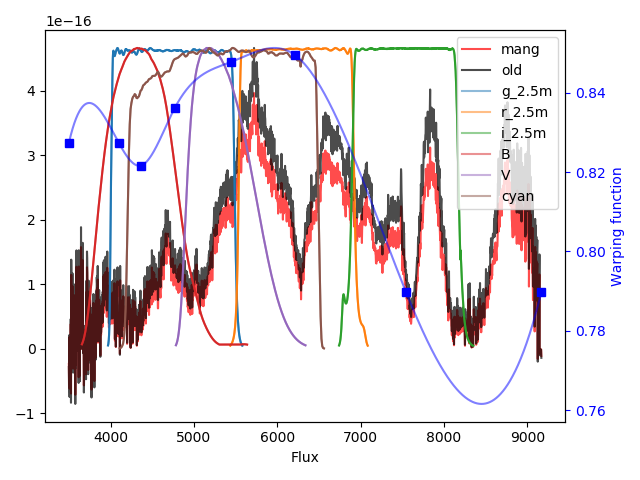 1e−16
mang
old
g_2.5m
r_2.5m
i_2.5m
B
V
cyan
4
3
2
1
0
−1
0.84
0.82
0.80
0.78
0.76
Warping function
4000 5000 6000 7000 8000 9000
Flux